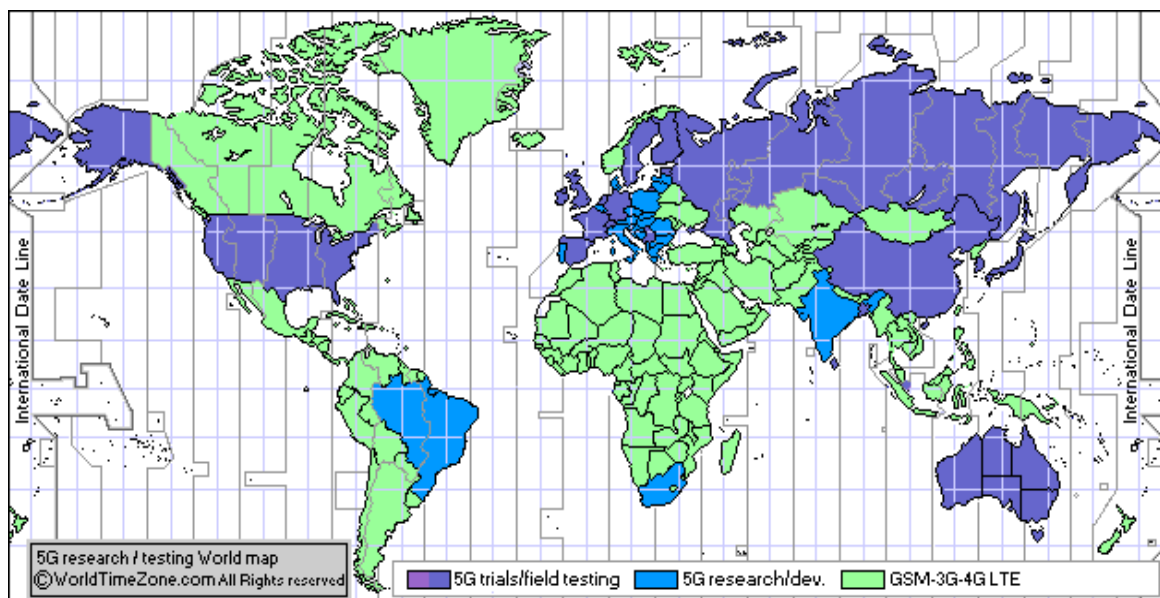 International Date Line
International Date Line
5G research / testing World map
©WorldTimeZone.com All Rights reserved
5G trials/field testing
5G research/dev.
GSM-3G-4G LTE